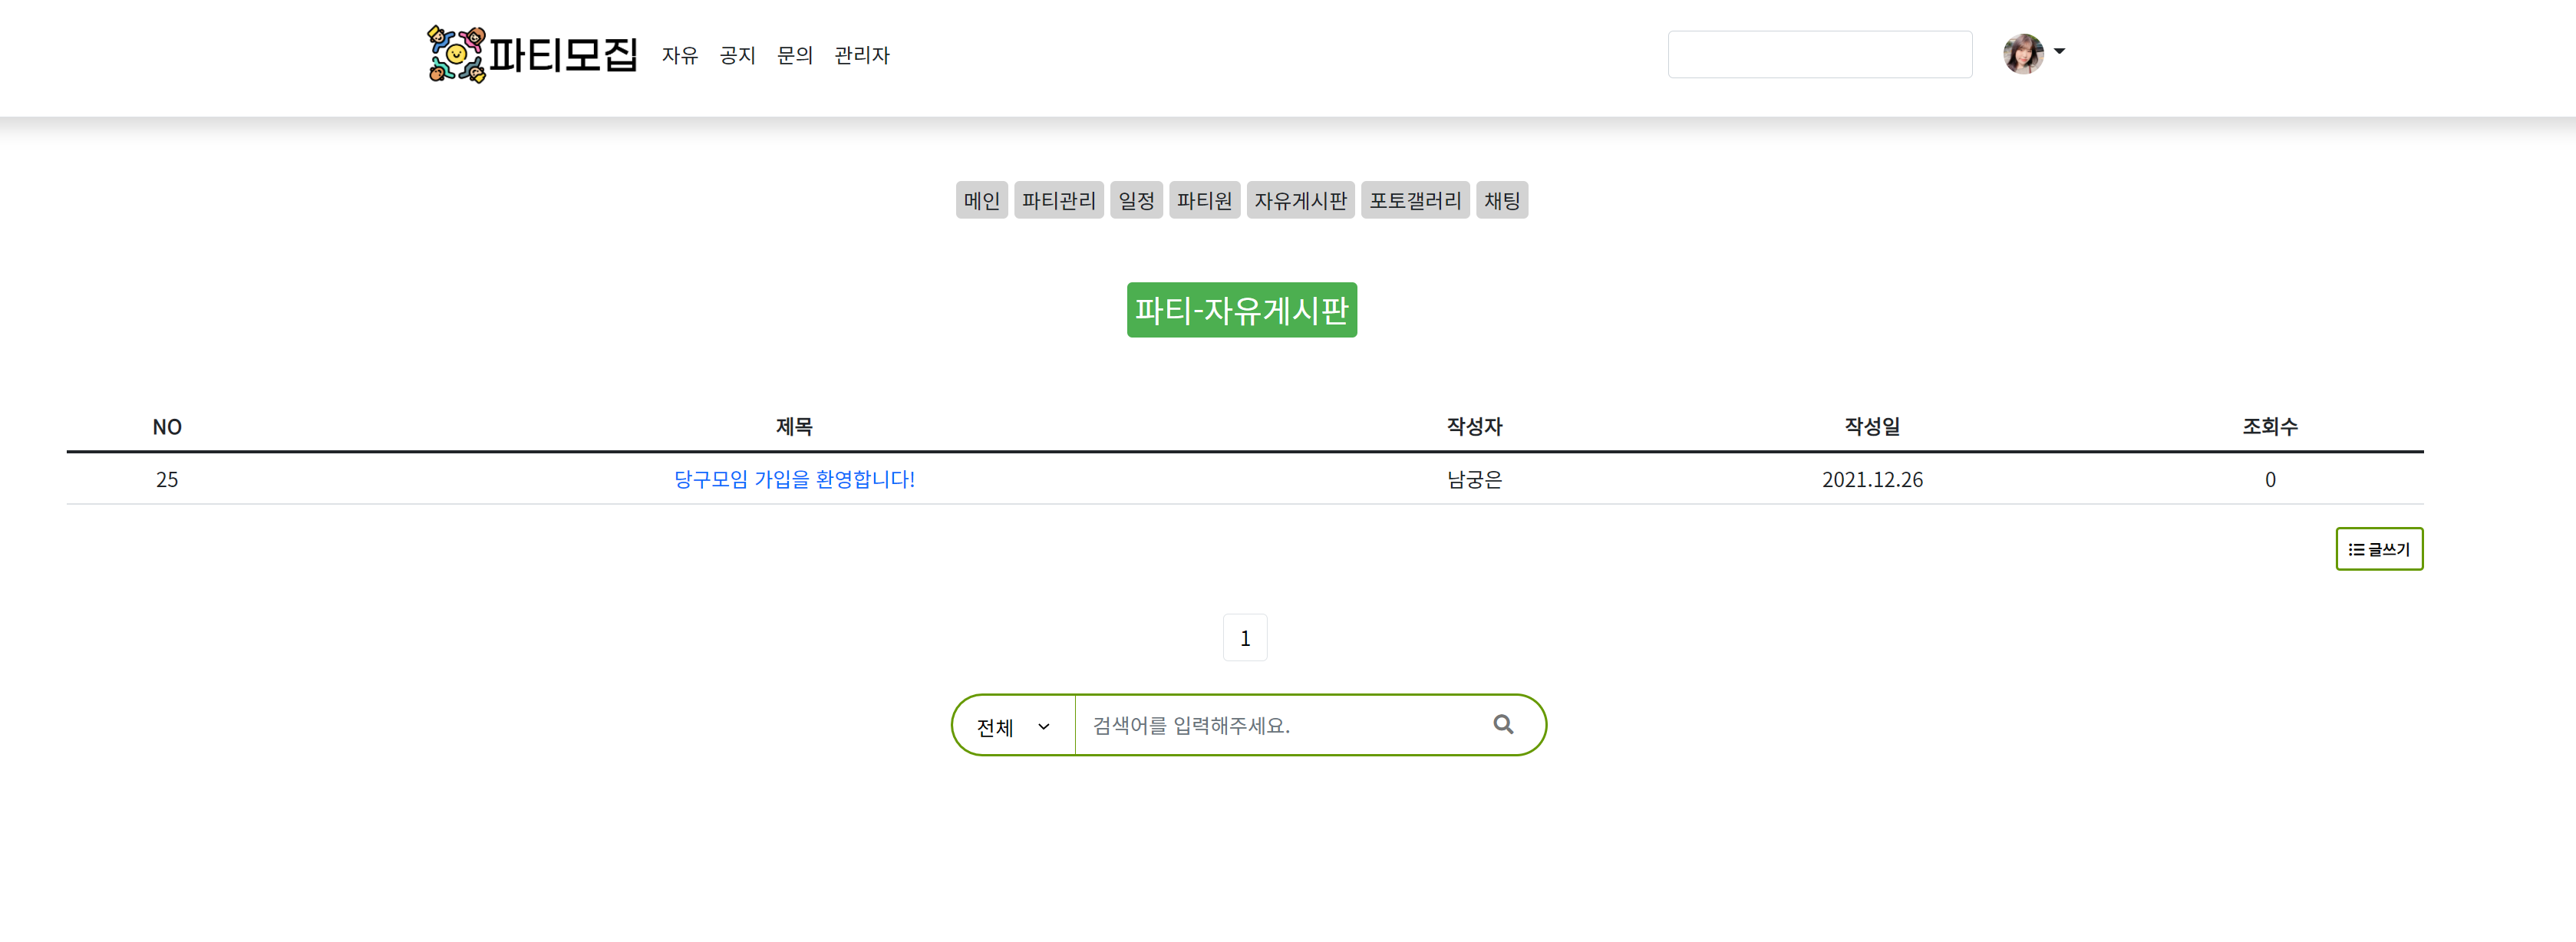 파티모집 자유 공지 문의 관리자
메인 파티관리 일정 파티원 자유게시판 포토갤러리 채팅
파티-자유게시판
NO 제목 작성자 작성일 조회수
25 당구모임 가입을 환영합니다! 남궁은 2021.12.26 0
글쓰기
1
전체 검색어를 입력해주세요.